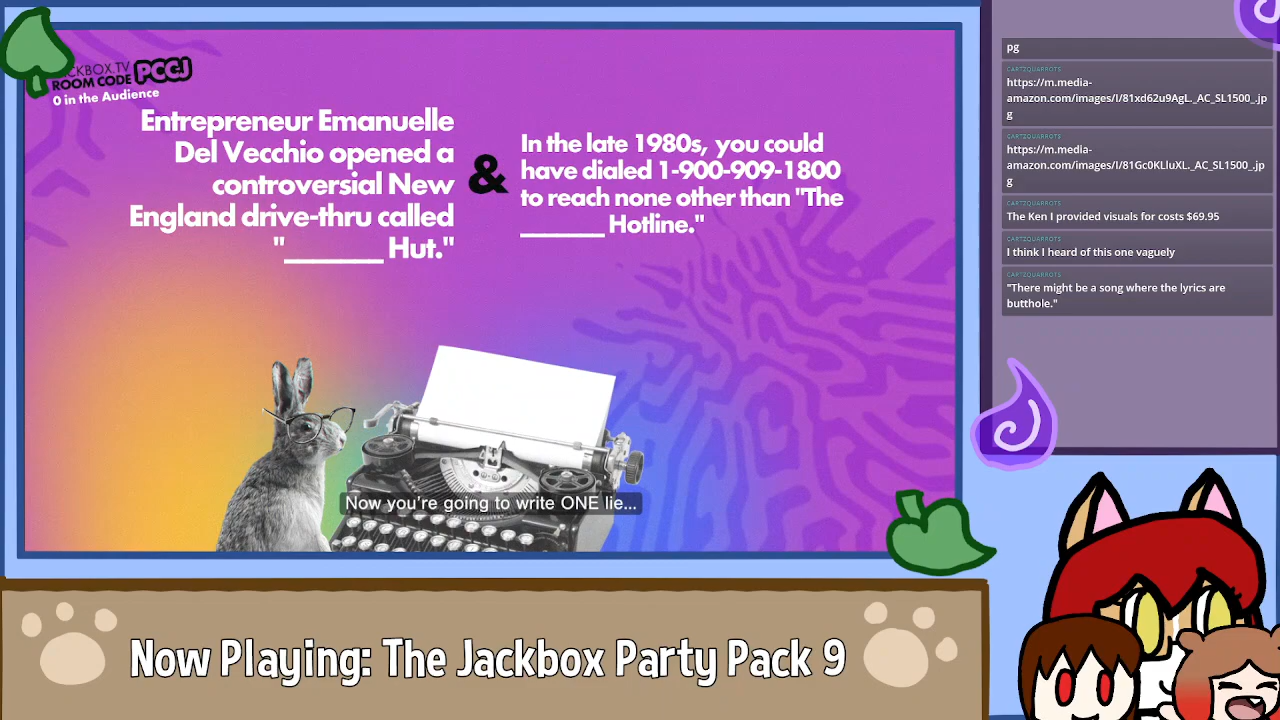 JACKBOX.TV
ROOM CODE PCCJ
0 in the Audience
Entrepreneur Emanuelle
Del Vecchio opened a
controversial New
England drive-thru called
"_______ Hut."
&
In the late 1980s, you could
have dialed 1-900-909-1800
to reach none other than "The
_______ Hotline."
Now you're going to write ONE lie...
Now Playing: The Jackbox Party Pack 9
pg
CARTZQUARROTS
https://m.media-
amazon.com/images/I/81xd62u9AgL._AC_SL1500_.jp
g
CARTZQUARROTS
https://m.media-
amazon.com/images/I/81Gc0KLluXL._AC_SL1500_.jp
g
CARTZQUARROTS
The Ken I provided visuals for costs $69.95
CARTZQUARROTS
I think I heard of this one vaguely
CARTZQUARROTS
"There might be a song where the lyrics are
butthole."